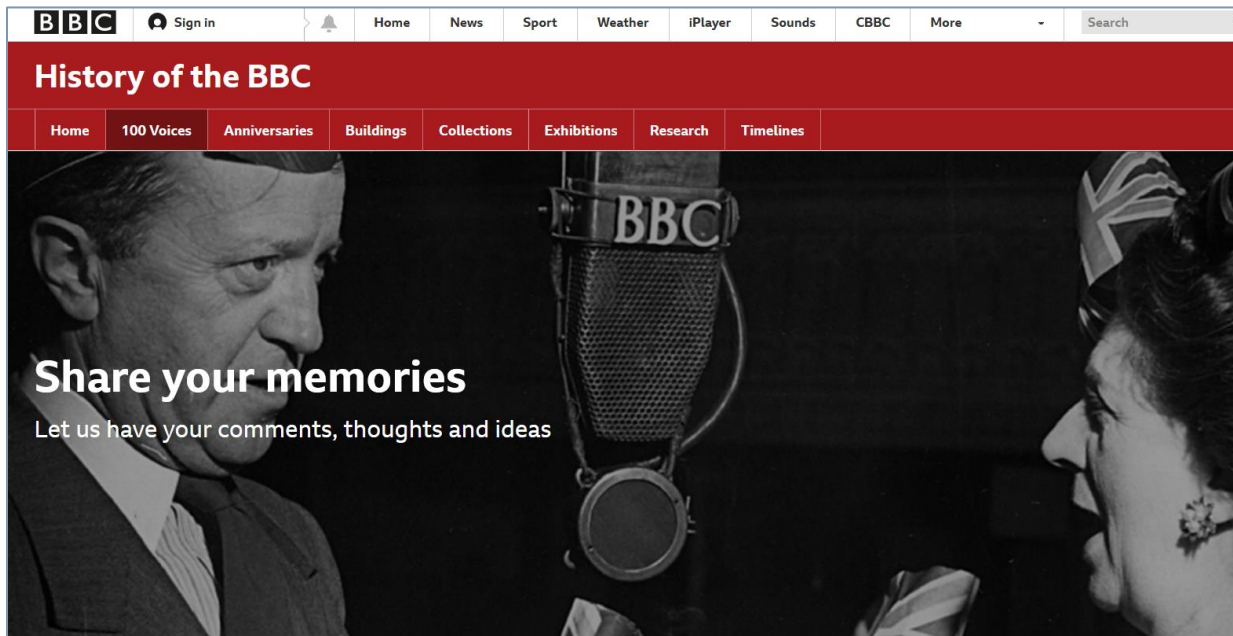 BBC Sign in Home News Sport Weather iPlayer Sounds CBBC More Search
History of the BBC
Home 100 Voices Anniversaries Buildings Collections Exhibitions Research Timelines
BBC
Share your memories
Let us have your comments, thoughts and ideas